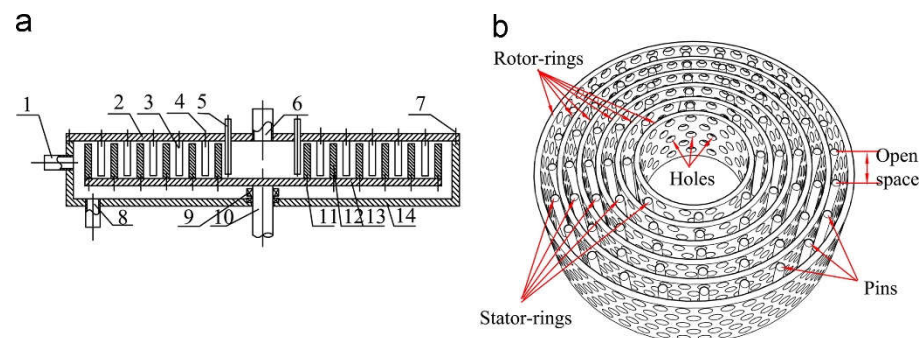 a
1
2
3
4
5
6
7
8
9
10
11
12
13
14
b
Rotor-rings
Holes
Open
space
Stator-rings
Pins